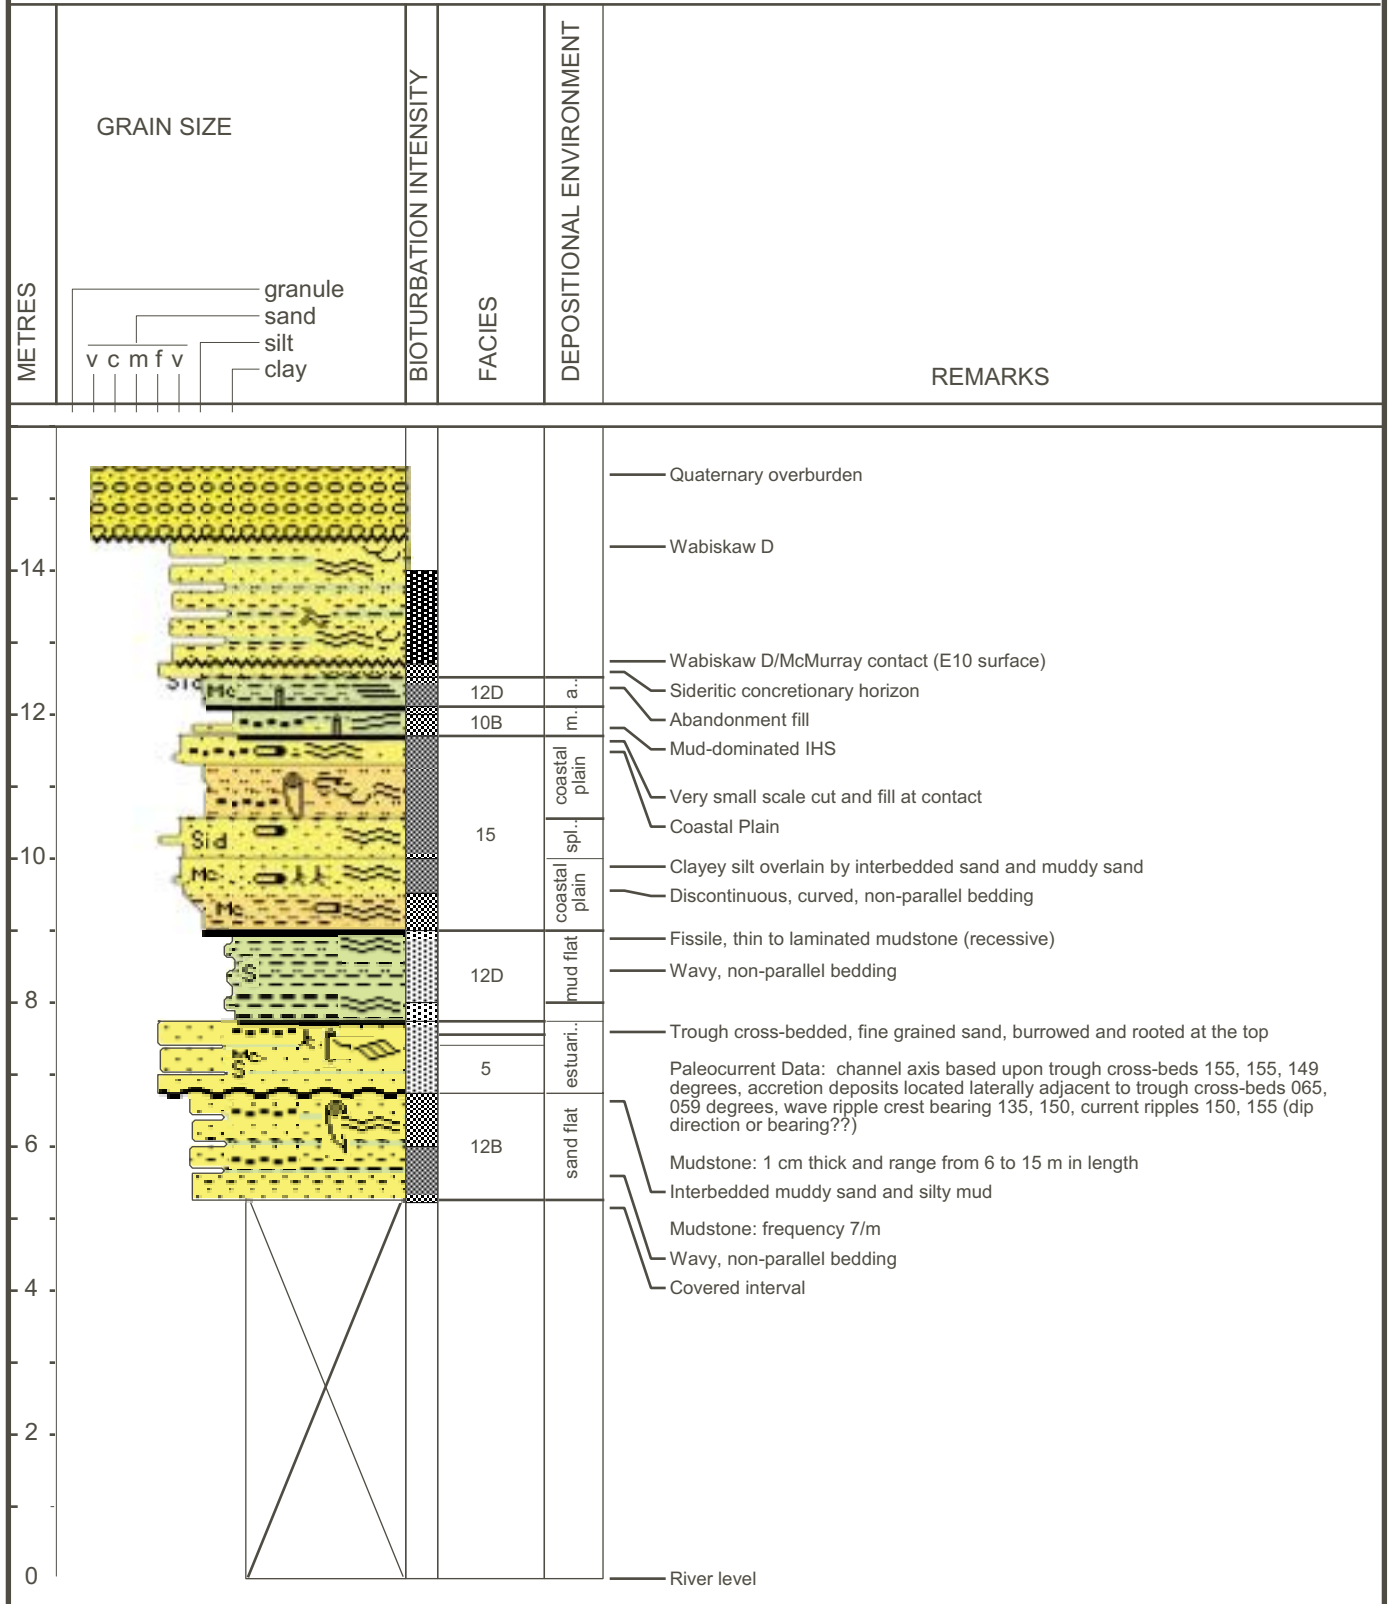 METRES
GRAIN SIZE
granule
sand
silt
clay
v c m f v
BIOTURBATION INTENSITY
FACIES
DEPOSITIONAL ENVIRONMENT
REMARKS
Quaternary overburden
Wabiskaw D
14
Wabiskaw D/McMurray contact (E10 surface)
Sideritic concretionary horizon
Mc
12D
a..
Abandonment fill
12
10B
m..
Mud-dominated IHS
coastal
plain
Very small scale cut and fill at contact
Coastal Plain
15
Sid
spl..
10
Clayey silt overlain by interbedded sand and muddy sand
Mc
coastal
plain
Discontinuous, curved, non-parallel bedding
Mc
Fissile, thin to laminated mudstone (recessive)
S
12D
mud flat
Wavy, non-parallel bedding
8
Trough cross-bedded, fine grained sand, burrowed and rooted at the top
Mc
S
5
estuari..
Paleocurrent Data: channel axis based upon trough cross-beds 155, 155, 149
degrees, accretion deposits located laterally adjacent to trough cross-beds 065,
059 degrees, wave ripple crest bearing 135, 150, current ripples 150, 155 (dip
direction or bearing??)
6
12B
sand flat
Mudstone: 1 cm thick and range from 6 to 15 m in length
Interbedded muddy sand and silty mud
Mudstone: frequency 7/m
Wavy, non-parallel bedding
4
Covered interval
2
0
River level